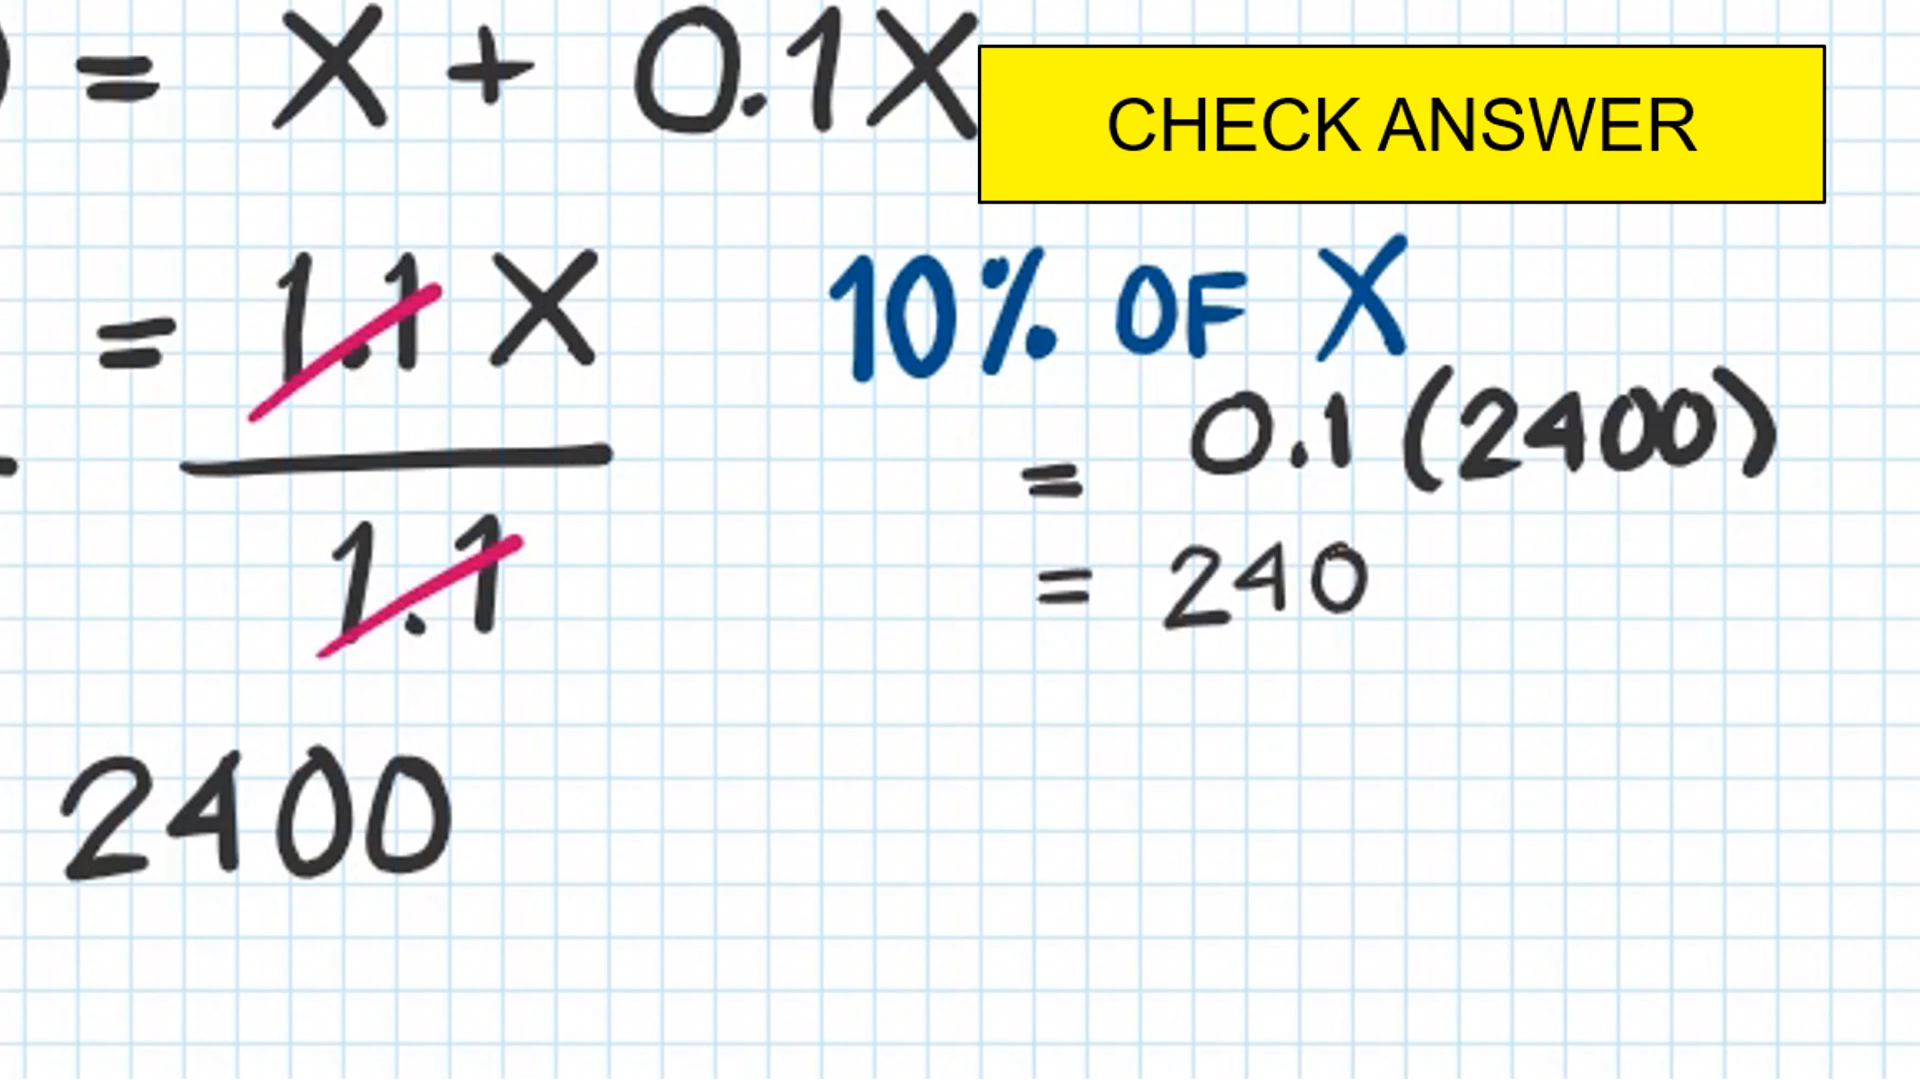 ) = X + 0.1X
CHECK ANSWER
= 1.1 X
1.1
2400
10% OF X
= 0.1 (2400)
= 240